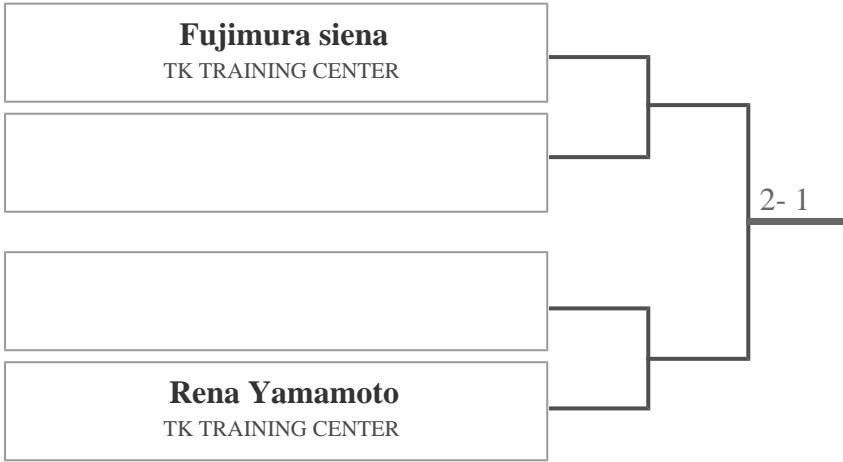 Fujimura siena
TK TRAINING CENTER
2- 1
Rena Yamamoto
TK TRAINING CENTER